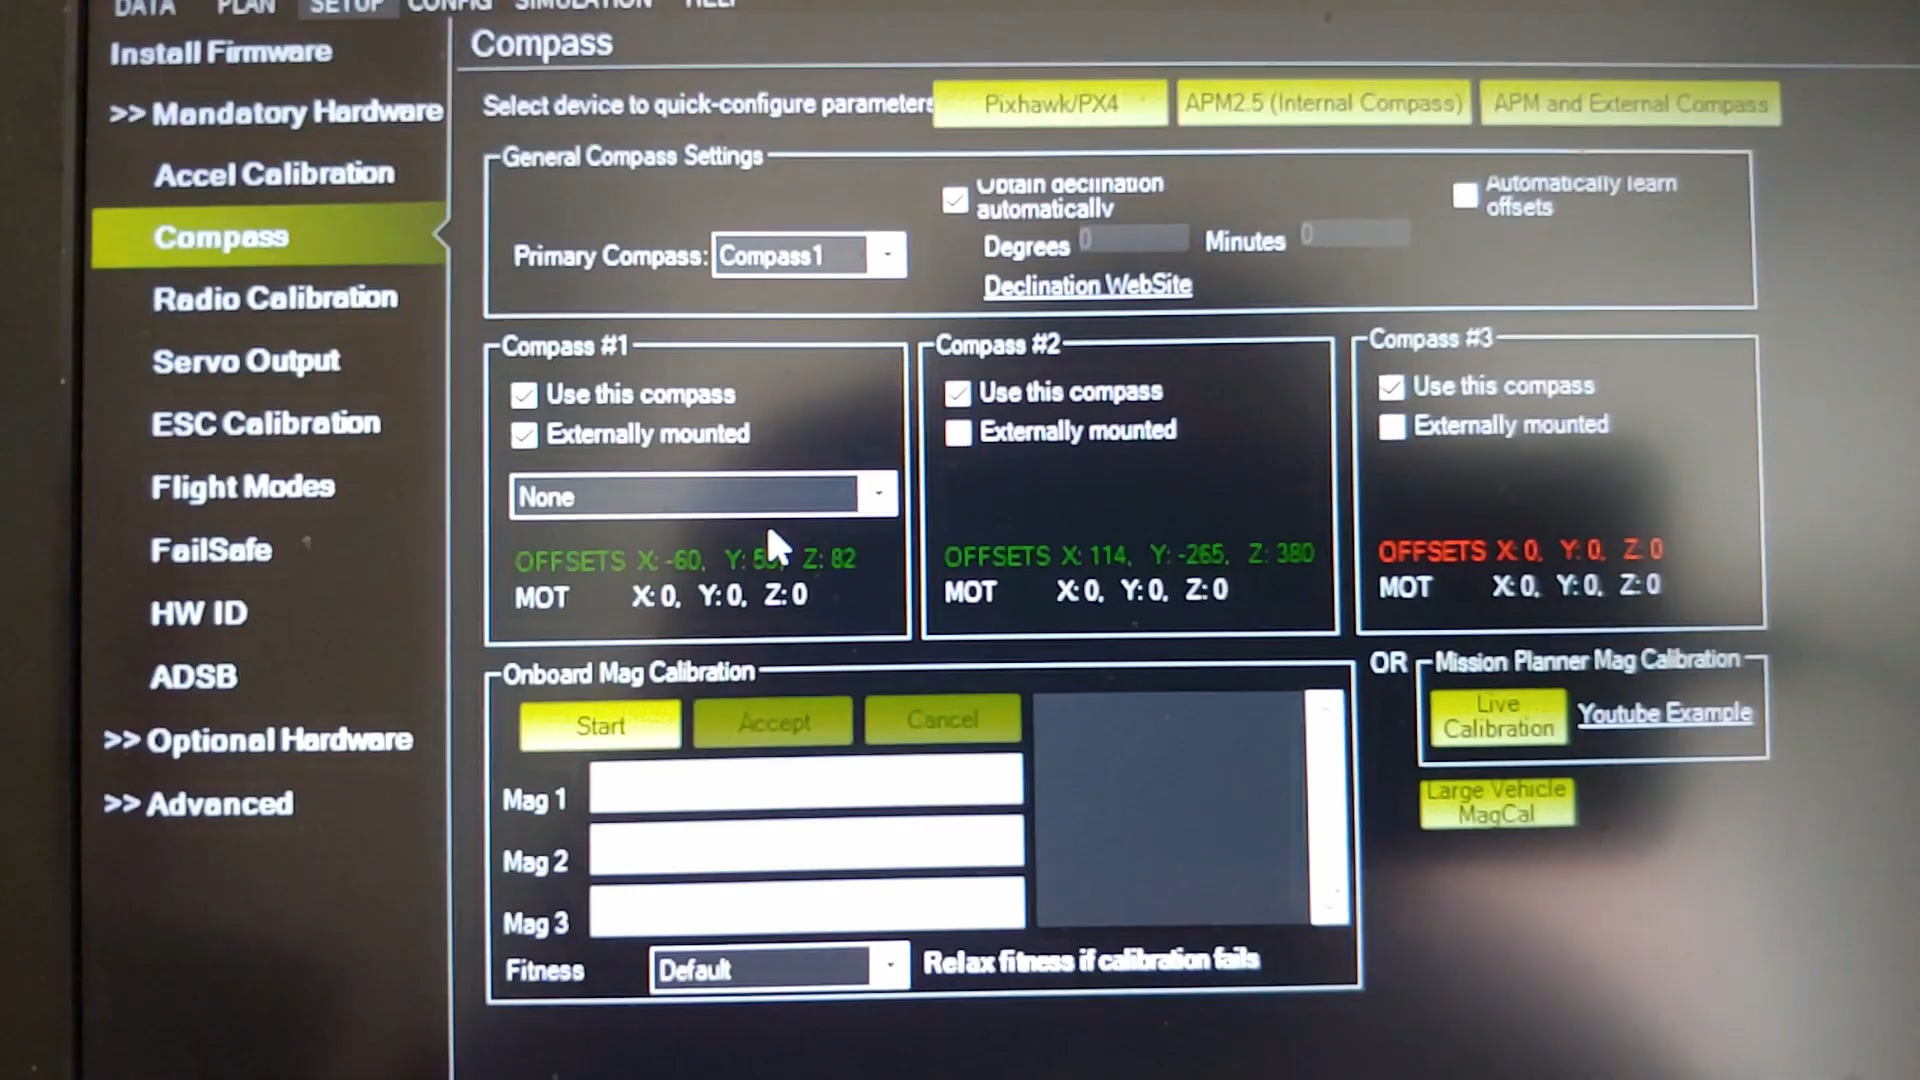 DATA PLAN SETUP CONFIG SIMULATION HELP
Install Firmware
>> Mandatory Hardware
Accel Calibration
Compass
Radio Calibration
Servo Output
ESC Calibration
Flight Modes
FailSafe
HW ID
ADSB
>> Optional Hardware
>> Advanced
Compass
Select device to quick-configure parameters
Pixhawk/PX4
APM2.5 (Internal Compass)
APM and External Compass
General Compass Settings
Primary Compass: Compass1
Obtain declination
automatically
Degrees 0 Minutes 0
Declination WebSite
Automatically learn
offsets
Compass #1
Use this compass
Externally mounted
None
OFFSETS X: -60, Y: Z: 82
MOT X: 0, Y: 0, Z: 0
Compass #2
Use this compass
Externally mounted
OFFSETS X: 114, Y: -265, Z: 380
MOT X: 0, Y: 0, Z: 0
Compass #3
Use this compass
Externally mounted
OFFSETS X: 0, Y: 0, Z: 0
MOT X: 0, Y: 0, Z: 0
Onboard Mag Calibration
Start Accept Cancel
Mag 1
Mag 2
Mag 3
Fitness Default Relax fitness if calibration fails
OR
Mission Planner Mag Calibration
Live
Calibration
Youtube Example
Large Vehicle
MagCal